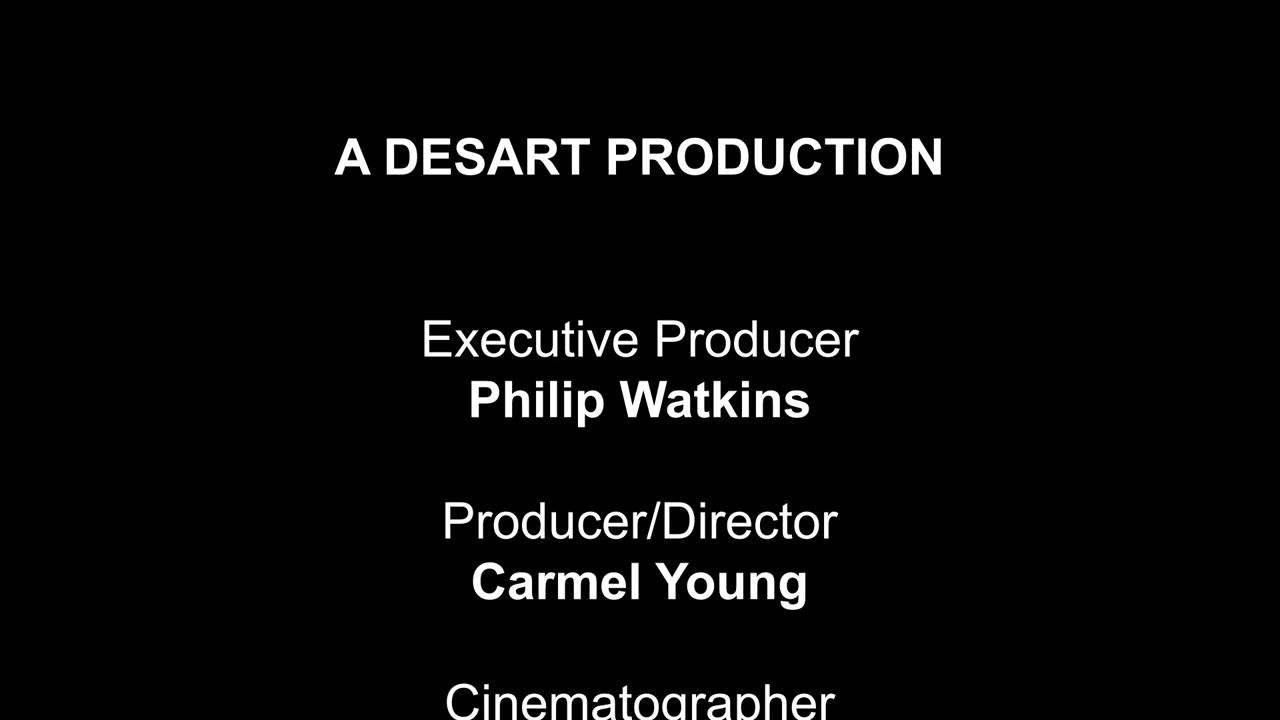 A DESART PRODUCTION
Executive Producer
Philip Watkins
Producer/Director
Carmel Young
Cinematographer